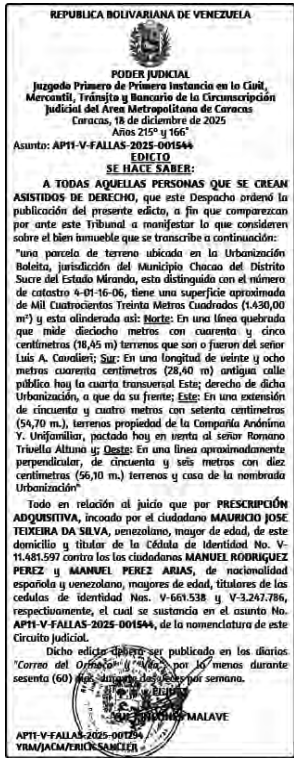 REPUBLICA BOLIVARIANA DE VENEZUELA
PODER JUDICIAL
Juzgado Primero de Primera Instancia en lo Civil,
Mercantil, Tránsito y Bancario de la Circunscripción
Judicial del Area Metropolitana de Caracas
Caracas, 18 de diciembre de 2025
Años 215º y 166º
Asunto: AP11-V-FALLAS-2025-001544
EDICTO
SE HACE SABER:
A TODAS AQUELLAS PERSONAS QUE SE CREAN
ASISTIDOS DE DERECHO, que este Despacho ordenó la
publicación del presente edicto, a fin que comparezcan
por ante este Tribunal a manifestar lo que consideren
sobre el bien inmueble que se transcribe a continuación:
"una parcela de terreno ubicada en la Urbanización
Boleita, jurisdicción del Municipio Chacao del Distrito
Sucre del Estado Miranda, esta distinguida con el número
de catastro 4-01-16-06, tiene una superficie aproximada
de Mil Cuatrocientos Treinta Metros Cuadrados (1.430,00
m²) y esta alinderada asi: Norte: En una línea quebrada
que mide dieciocho metros con cuarenta y cinco
centímetros (18,45 m) terrenos que son o fueron del señor
Luis A. Cavalieri; Sur: En una longitud de veinte y ocho
metros cuarenta centímetros (28,40 m) antigua calle
pública hoy la cuarta transversal Este; derecho de dicha
Urbanización, a que da su frente; Este: En una extensión
de cincuenta y cuatro metros con setenta centímetros
(54,70 m.), terrenos propiedad de la Compañía Anónima
Y. Unifamiliar, pactado hoy en venta al señor Romano
Trivella Altuna y; Oeste: En una línea aproximadamente
perpendicular, de cincuenta y seis metros con diez
centímetros (56,10 m.) terrenos y casa de la nombrada
Urbanización"
Todo en relación al juicio que por PRESCRIPCIÓN
ADQUISITIVA, incoado por el ciudadano MAURICIO JOSE
TEIXEIRA DA SILVA, venezolano, mayor de edad, de este
domicilio y titular de la Cédula de Identidad No. V-
11.481.597 contra los los ciudadanos MANUEL RODRIGUEZ
PEREZ y MANUEL PEREZ ARIAS, de nacionalidad
española y venezolano, mayores de edad, titulares de las
cedulas de identidad Nos. V-661.538 y V-3.247.786,
respectivamente, el cual se sustancia en el asunto No.
AP11-V-FALLAS-2025-001544, de la nomenclatura de este
Circuito Judicial.
Dicho edicto deberá ser publicado en los diarios
"Correo del Orinoco" y "Vea", por lo menos durante
sesenta (60) días, durante dos veces por semana.
MALAVE
AP11-V-FALLAS-2025-001294
YRM/JACM/ERICK SANCLER